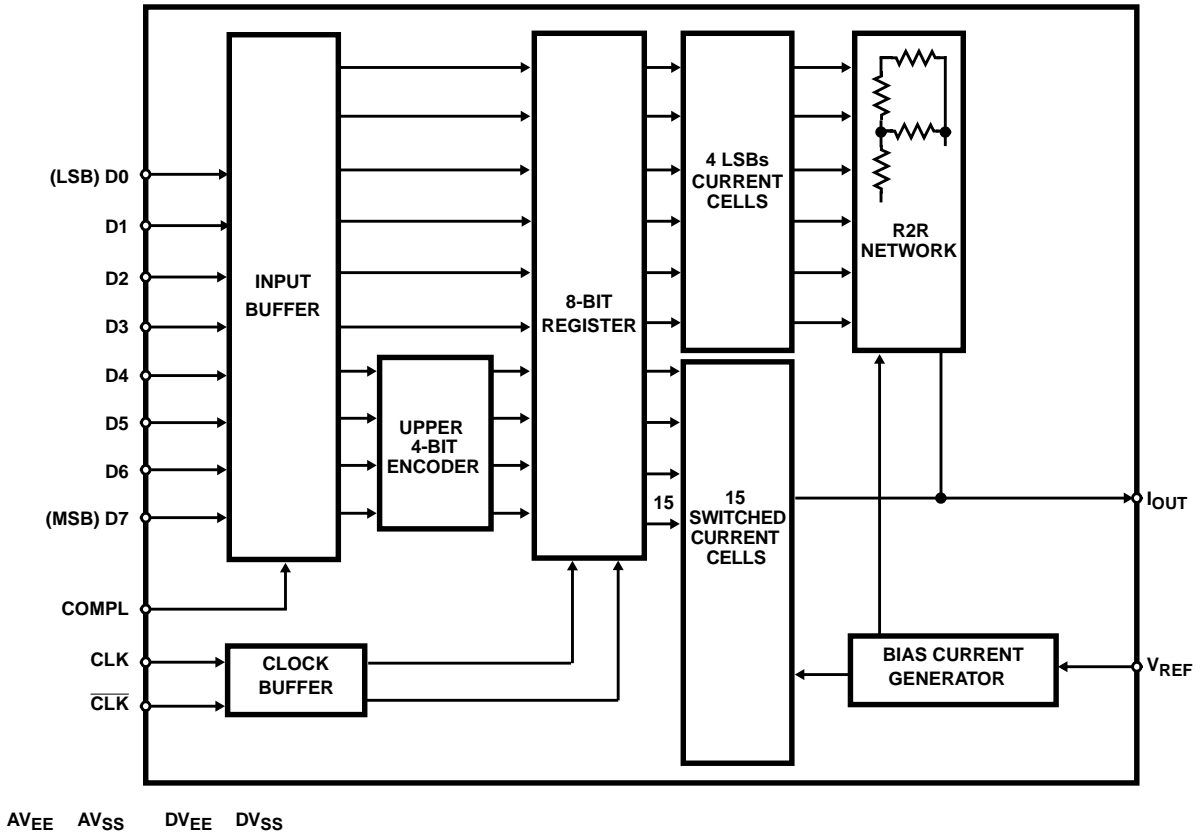 (LSB) D0
D1
D2
D3
D4
D5
D6
(MSB) D7
COMPL
CLK
CLK
INPUT
BUFFER
UPPER
4-BIT
ENCODER
CLOCK
BUFFER
8-BIT
REGISTER
15
4 LSBs
CURRENT
CELLS
15
SWITCHED
CURRENT
CELLS
R2R
NETWORK
BIAS CURRENT
GENERATOR
IOUT
VREF
AVEE AVSS DVEE DVSS